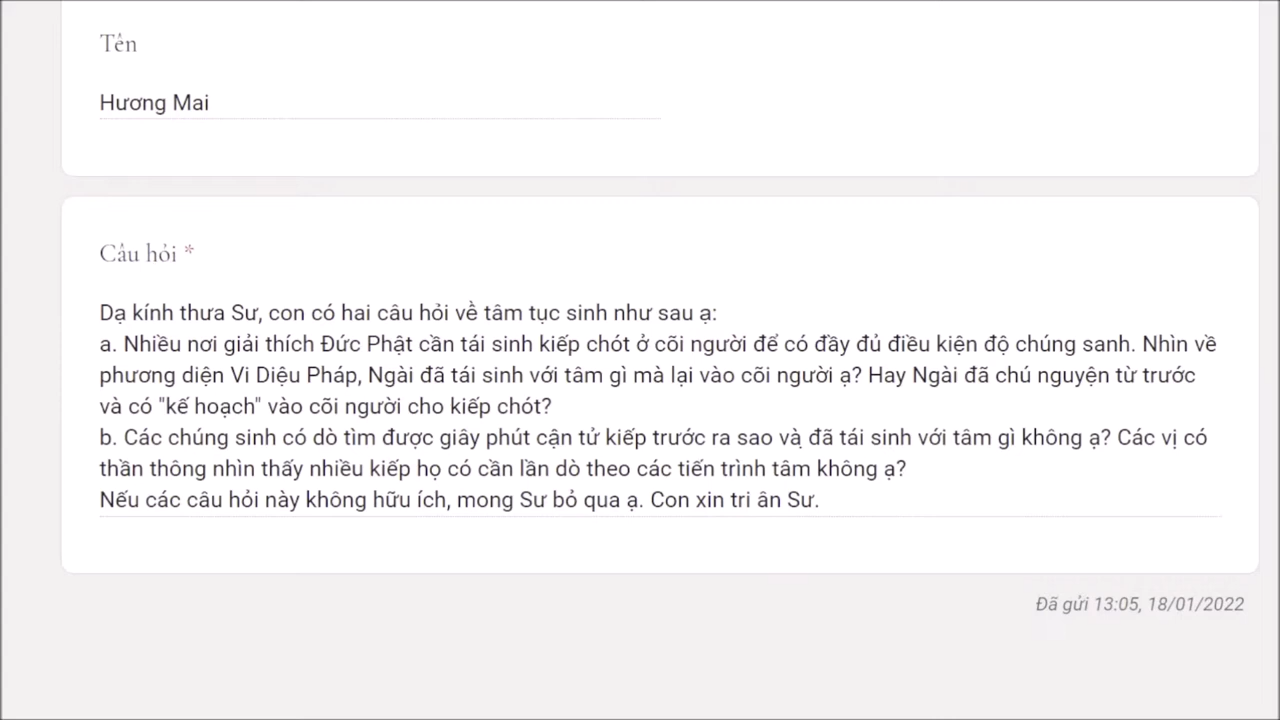 Tên
Hương Mai
Câu hỏi *
Dạ kính thưa Sư, con có hai câu hỏi về tâm tục sinh như sau ạ:
a. Nhiều nơi giải thích Đức Phật cần tái sinh kiếp chót ở cõi người để có đầy đủ điều kiện độ chúng sanh. Nhìn về
phương diện Vi Diệu Pháp, Ngài đã tái sinh với tâm gì mà lại vào cõi người ạ? Hay Ngài đã chú nguyện từ trước
và có "kế hoạch" vào cõi người cho kiếp chót?
b. Các chúng sinh có dò tìm được giây phút cận tử kiếp trước ra sao và đã tái sinh với tâm gì không ạ? Các vị có
thần thông nhìn thấy nhiều kiếp họ có cần lần dò theo các tiến trình tâm không ạ?
Nếu các câu hỏi này không hữu ích, mong Sư bỏ qua ạ. Con xin tri ân Sư.
Đã gửi 13:05, 18/01/2022